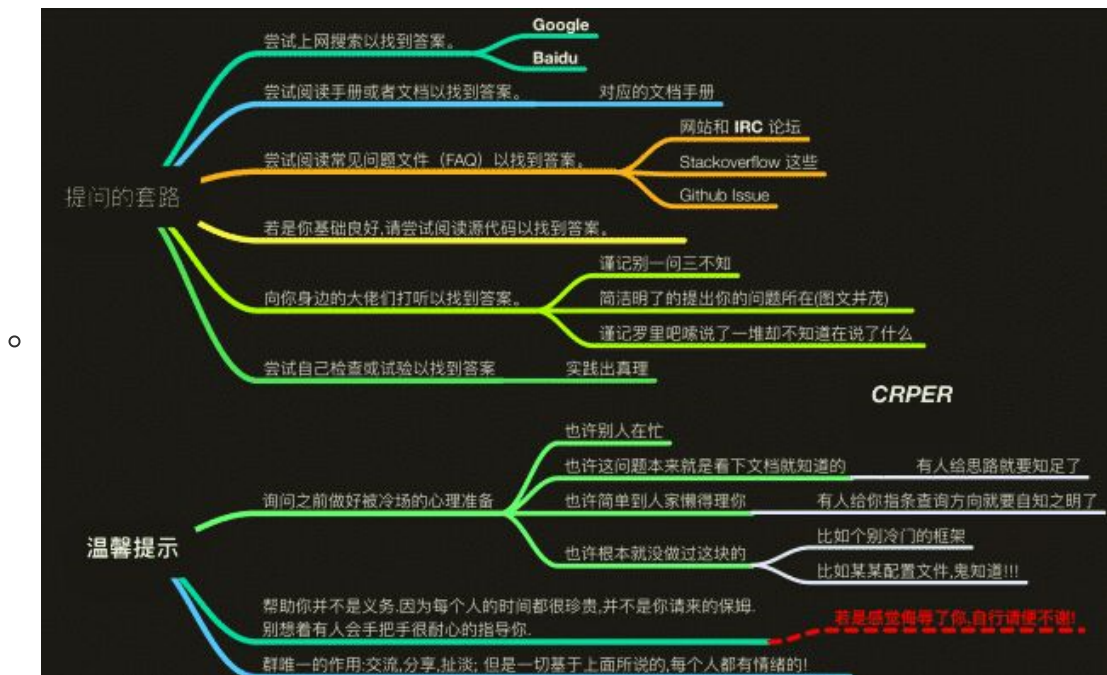 尝试上网搜索以找到答案。
Google
Baidu
尝试阅读手册或者文档以找到答案。
对应的文档手册
提问的套路
尝试阅读常见问题文件（FAQ）以找到答案。
网站和 IRC 论坛
Stackoverflow 这些
Github Issue
若是你基础良好,请尝试阅读源代码以找到答案。
向你身边的大佬们打听以找到答案。
谨记别一问三不知
简洁明了的提出你的问题所在(图文并茂)
谨记罗里吧嗦说了一堆却不知道在说了什么
尝试自己检查或试验以找到答案
实践出真理
CRPER
温馨提示
询问之前做好被冷场的心理准备
也许别人在忙
也许这问题本来就是看下文档就知道的
有人给思路就要知足了
也许简单到人家懒得理你
有人给你指条查询方向就要自知之明了
也许根本就没做过这块的
比如个别冷门的框架
比如某某配置文件,鬼知道!!!
帮助你并不是义务.因为每个人的时间都很珍贵,并不是你请来的保姆.
别想着有人会手把手很耐心的指导你.
若是感觉侮辱了你,自行请便不谢!
群唯一的作用:交流,分享,扯淡; 但是一切基于上面所说的,每个人都有情绪的!